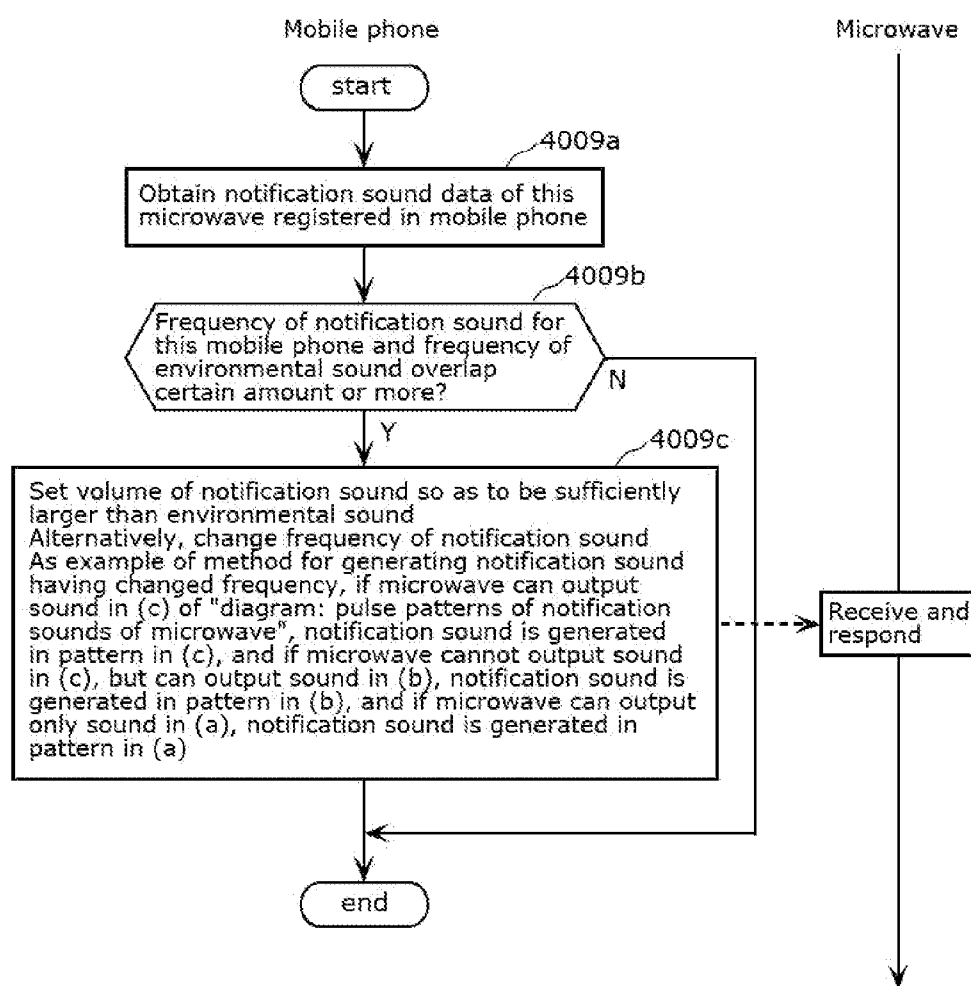 Mobile phone
Microwave
start
4009a
Obtain notification sound data of this
microwave registered in mobile phone
4009b
Frequency of notification sound for
this mobile phone and frequency of
environmental sound overlap
certain amount or more?
N
Y
4009c
Set volume of notification sound so as to be sufficiently
larger than environmental sound
Alternatively, change frequency of notification sound
As example of method for generating notification sound
having changed frequency, if microwave can output
sound in (c) of "diagram: pulse patterns of notification
sounds of microwave", notification sound is generated
in pattern in (c), and if microwave cannot output sound
in (c), but can output sound in (b), notification sound is
generated in pattern in (b), and if microwave can output
only sound in (a), notification sound is generated in
pattern in (a)
Receive and
respond
end